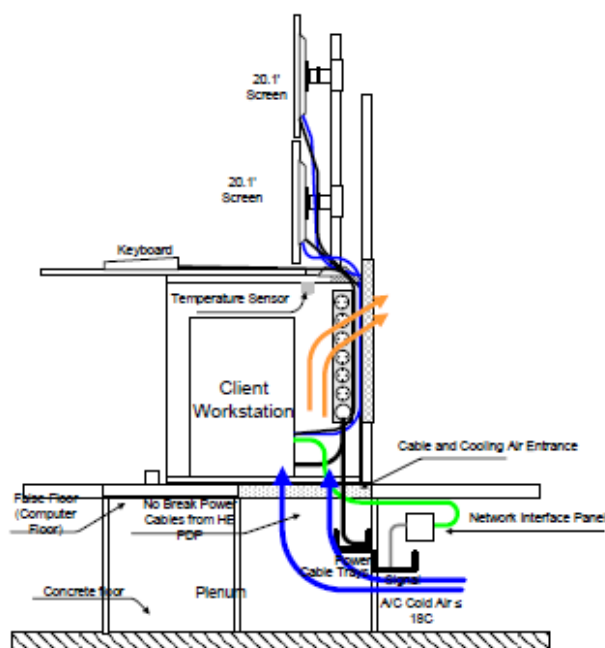 20.1'
Screen
20.1'
Screen
Keyboard
Temperature Sensor
Client
Workstation
Cable and Cooling Air Entrance
False Floor
(Computer
Floor)
No Break Power
Cables from HE
PDP
Network Interface Panel
Power
Cable Trays
Signal
Concrete floor
Plenum
A/C Cold Air ≤
18C